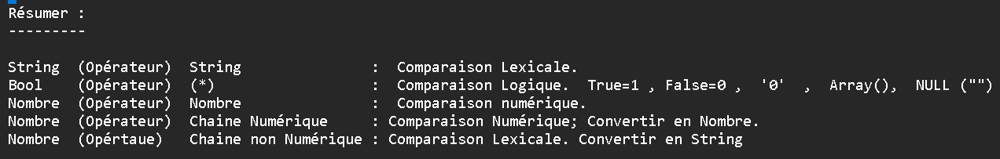 Résumer :
---------
String (Opérateur) String : Comparaison Lexicale.
Bool (Opérateur) (*) : Comparaison Logique. True=1 , False=0 , '0' , Array(), NULL ("")
Nombre (Opérateur) Nombre : Comparaison numérique.
Nombre (Opérateur) Chaine Numérique : Comparaison Numérique; Convertir en Nombre.
Nombre (Opértaue) Chaine non Numérique : Comparaison Lexicale. Convertir en String